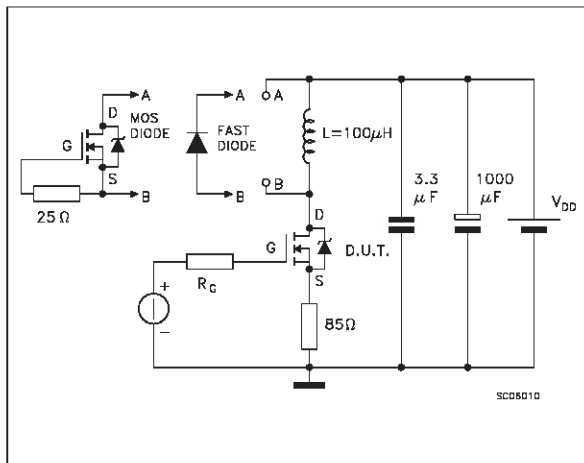 A
D
MOS
DIODE
G
S
B
25Ω
A
FAST
DIODE
B
A
L=100μH
B
D
G
D.U.T.
S
RG
+
−
85Ω
3.3
μF
1000
μF
VDD
SC06010